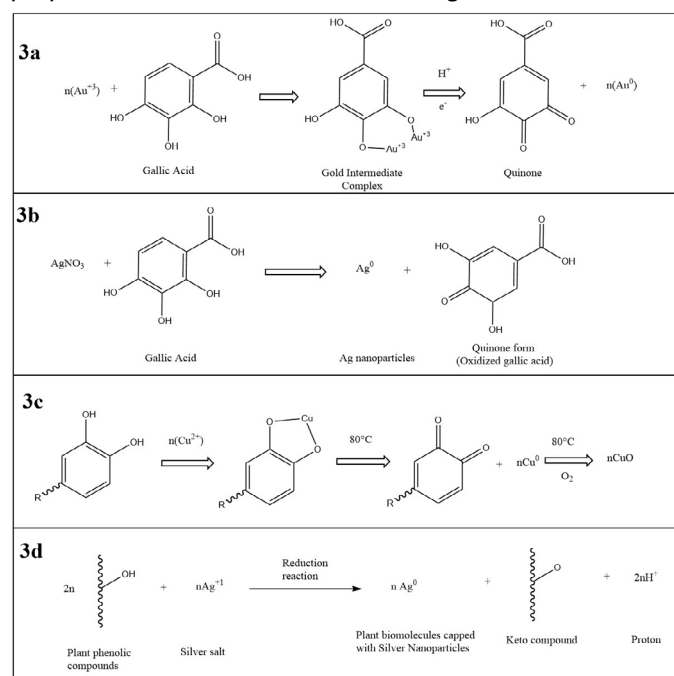 3a
HO
O
n(Au⁺³)
+
O
OH
HO
OH
OH
Gallic Acid
HO
O
O
Au⁺³
O
Au⁺³
Gold Intermediate
Complex
H⁺
e⁻
HO
O
HO
O
O
Quinone
+
n(Au⁰)
3b
AgNO₃
+
O
OH
HO
OH
OH
Gallic Acid
Ag⁰
Ag nanoparticles
+
HO
O
OH
O
OH
Quinone form
(Oxidized gallic acid)
3c
OH
OH
R
n(Cu²⁺)
Cu
O
O
R
80°C
O
O
R
+
nCu⁰
80°C
O₂
nCuO
3d
2n
OH
Plant phenolic
compounds
+
nAg⁺¹
Silver salt
Reduction
reaction
n Ag⁰
Plant biomolecules capped
with Silver Nanoparticles
+
O
Keto compound
+
2nH⁺
Proton